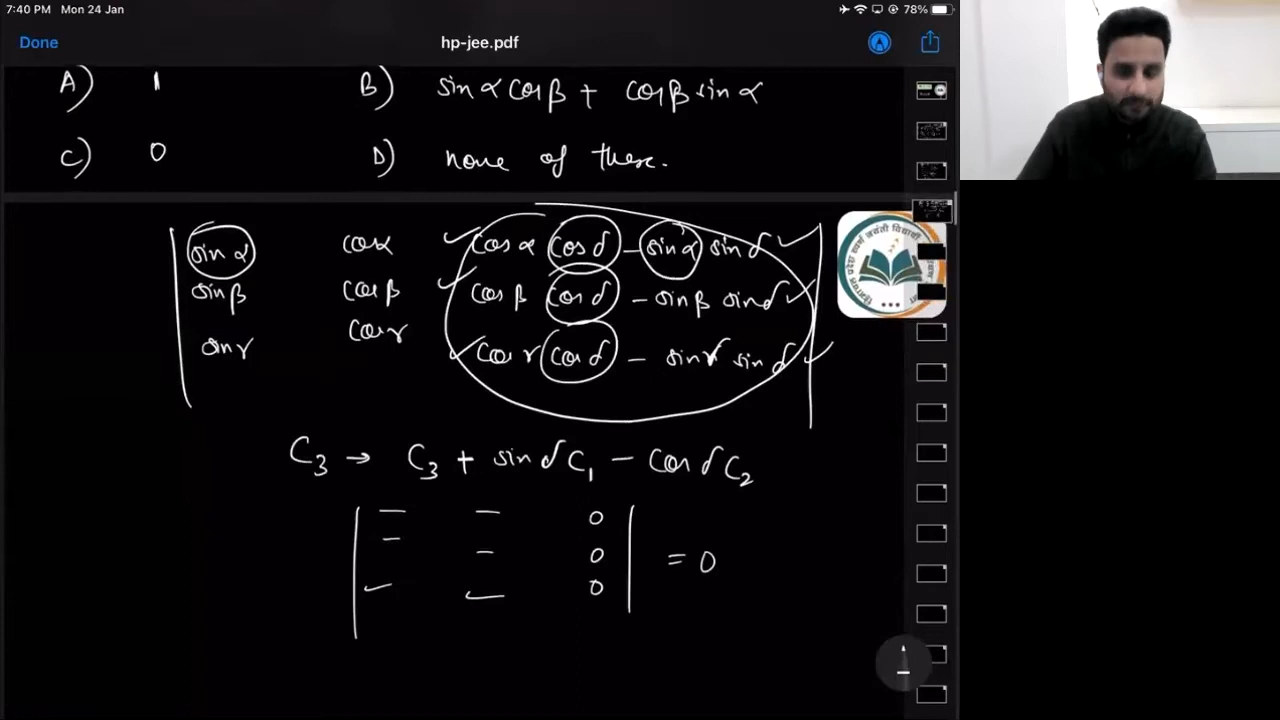 7:40 PM Mon 24 Jan
78%
Done
hp-jee.pdf
A) 1 B) sin α cos β + cos β sin α
C) 0 D) none of these.
sin α cos α cos α cos δ – sin α sin δ
sin β cos β cos β cos δ – sin β sin δ
sin γ cos γ cos γ cos δ – sin γ sin δ
C₃ → C₃ + sin δ C₁ – cos δ C₂
0
0 = 0
0